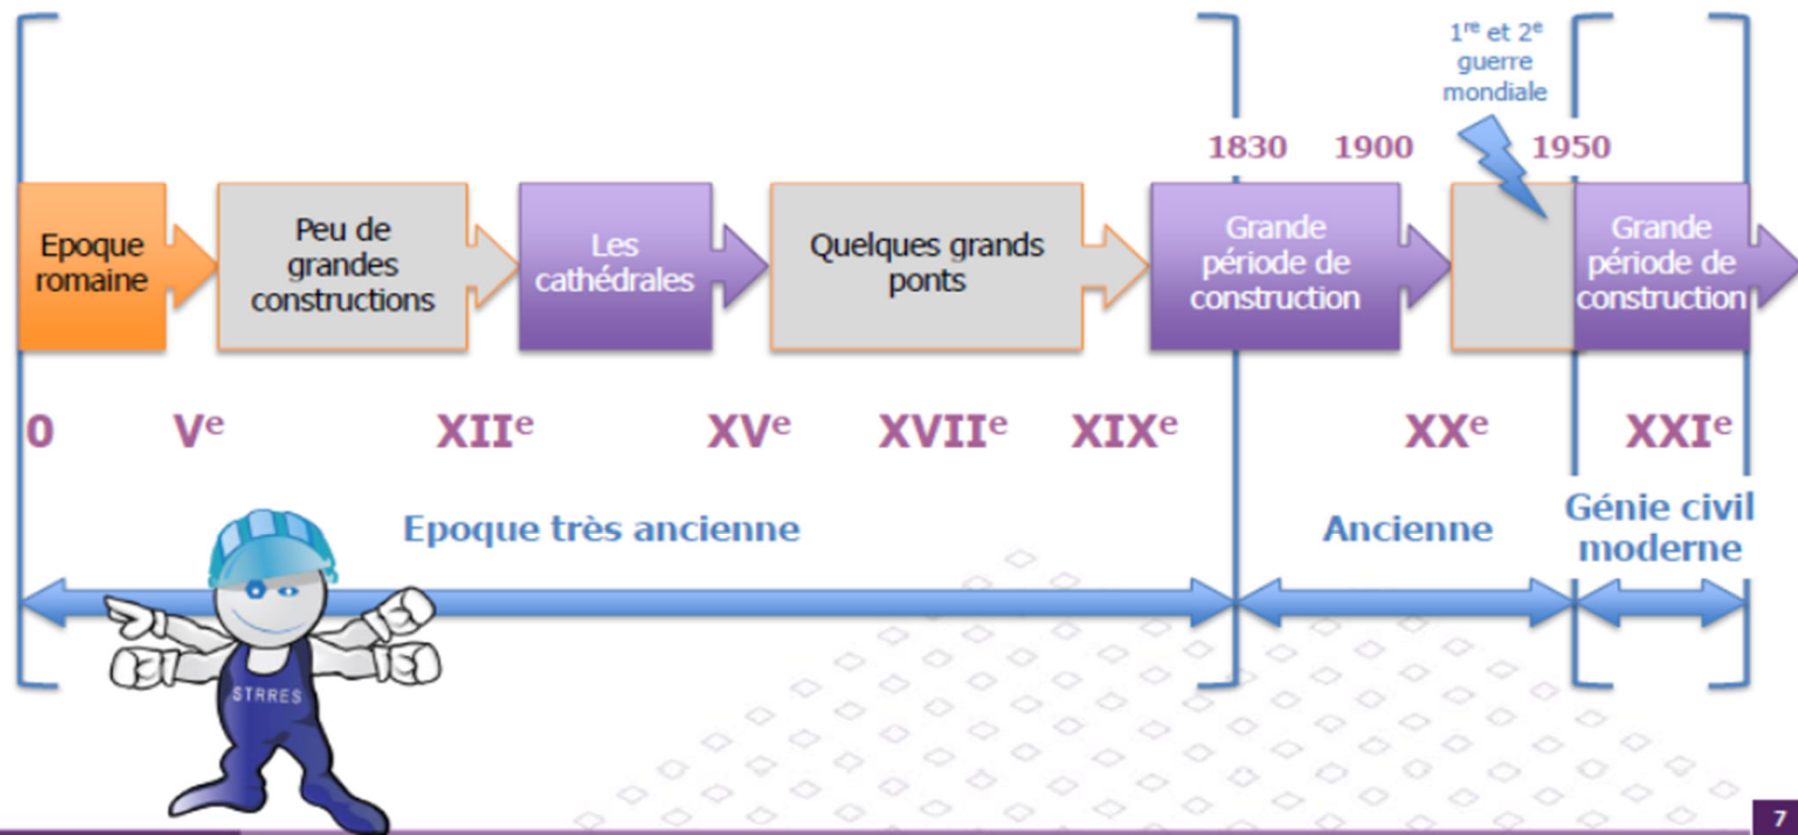 1re et 2e
guerre
mondiale
1830 1900 1950
Epoque
romaine
Peu de
grandes
constructions
Les
cathédrales
Quelques grands
ponts
Grande
période de
construction
Grande
période de
construction
0 Ve XIIe XVe XVIIe XIXe XXe XXIe
Epoque très ancienne
Ancienne
Génie civil
moderne
STRRES
7